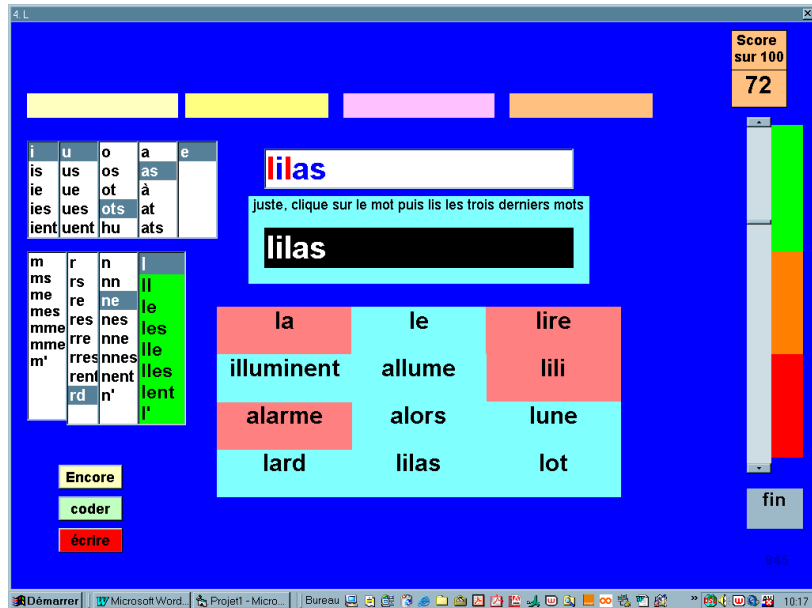 4. L
Score
sur 100
72
i u o a e
is us os as
ie ue ot à
ies ues ots at
ient uent hu ats
lilas
juste, clique sur le mot puis lis les trois derniers mots
lilas
m r n l
ms rs nn ll
me re ne le
mes res nes les
mme rre nne lle
mme rres nnes lles
m' rent nent lent
rd n' l'
la le lire
illuminent allume lili
alarme alors lune
lard lilas lot
Encore
coder
écrire
fin
945
Démarrer Microsoft Word... Projet1 - Micro... Bureau » 10:17